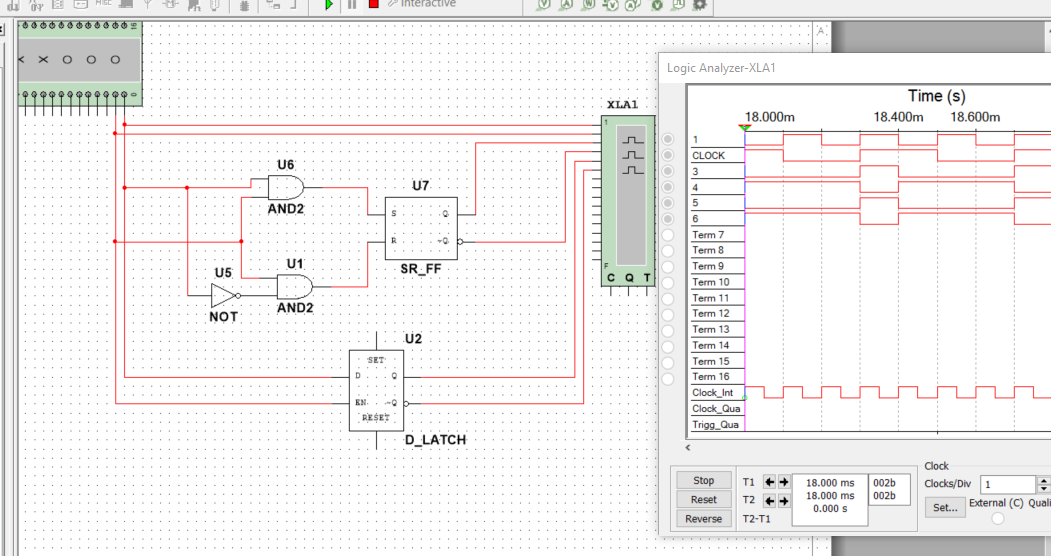 MISC
Interactive
X O O O
A
XLA1
1
F
C Q T
U6
AND2
U7
S Q
R ~Q
SR_FF
U5
NOT
U1
AND2
U2
SET
D Q
EN ~Q
RESET
D_LATCH
Logic Analyzer-XLA1
Time (s)
18.000m 18.400m 18.600m
1
CLOCK
3
4
5
6
Term 7
Term 8
Term 9
Term 10
Term 11
Term 12
Term 13
Term 14
Term 15
Term 16
Clock_Int
Clock_Qua
Trigg_Qua
<
Stop
Reset
Reverse
T1
T2
T2-T1
18.000 ms 002b
18.000 ms 002b
0.000 s
Clock
Clocks/Div 1
Set...
External (C) Quali